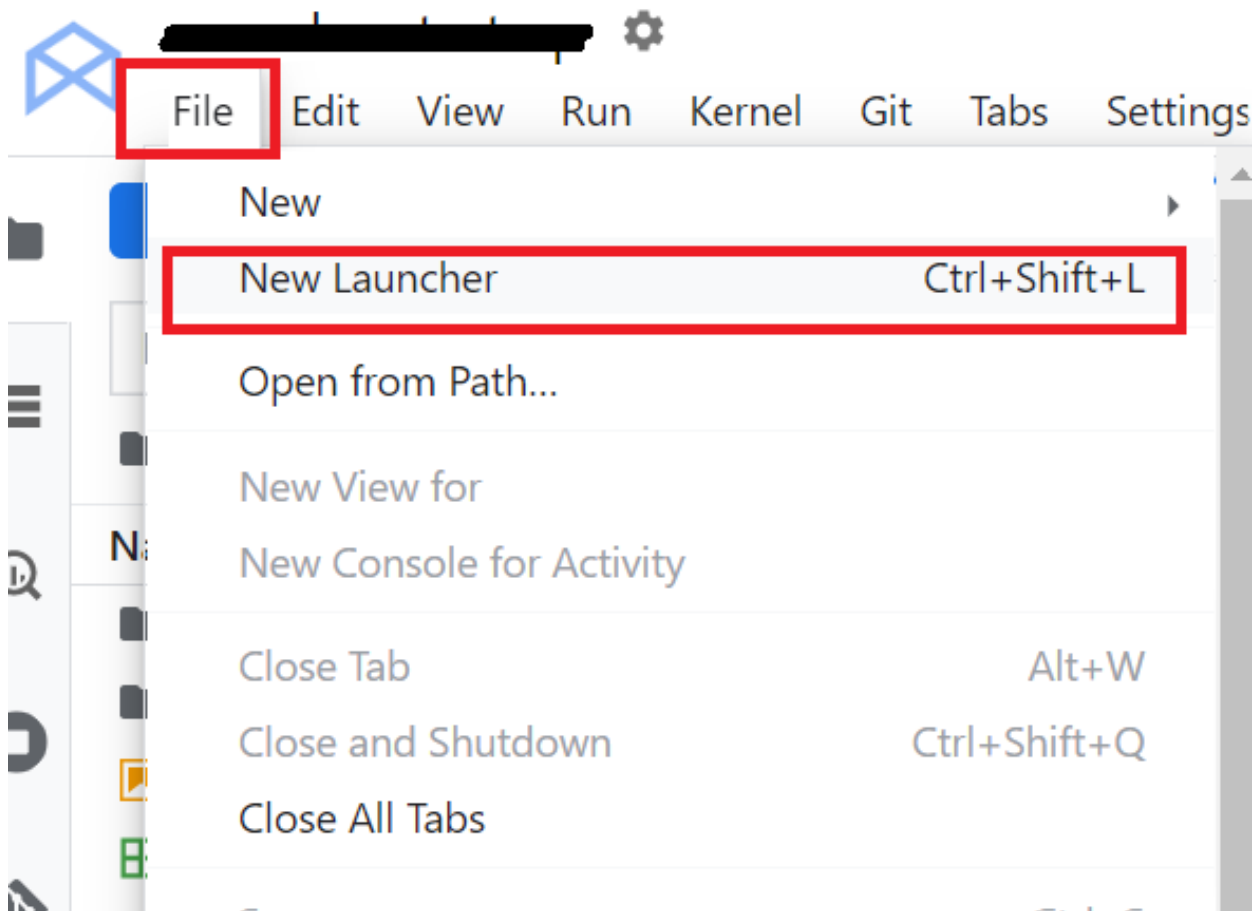 File Edit View Run Kernel Git Tabs Settings
New
New Launcher Ctrl+Shift+L
Open from Path...
New View for
New Console for Activity
Close Tab Alt+W
Close and Shutdown Ctrl+Shift+Q
Close All Tabs